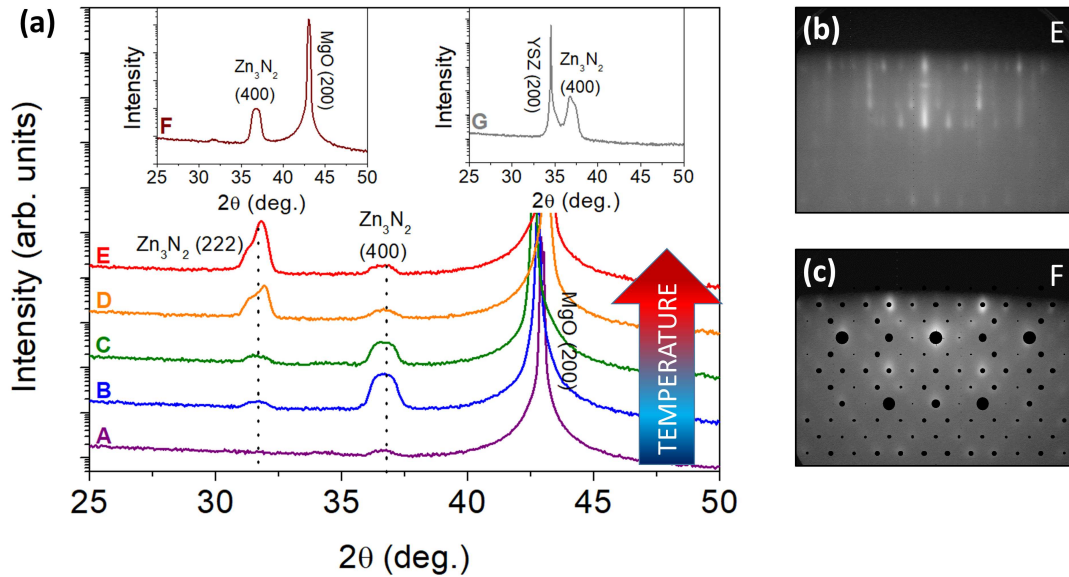 (a)
Intensity (arb. units)
Intensity
Zn₃N₂
(400)
MgO (200)
F
25 30 35 40 45 50
2θ (deg.)
Intensity
YSZ (200)
Zn₃N₂
(400)
G
25 30 35 40 45 50
2θ (deg.)
Zn₃N₂ (222)
Zn₃N₂
(400)
E
D
C
B
A
MgO (200)
TEMPERATURE
25 30 35 40 45 50
2θ (deg.)
(b)
E
(c)
F